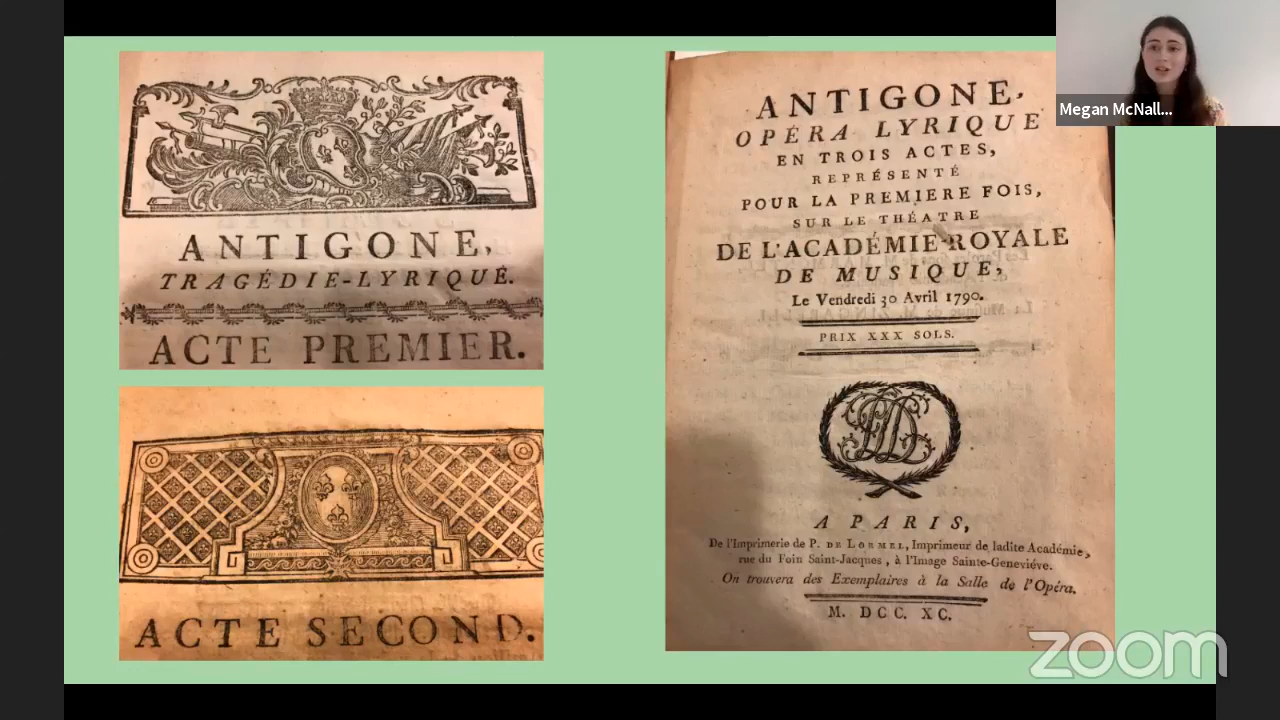 ANTIGONE,
TRAGÉDIE-LYRIQUE.
ACTE PREMIER.
ACTE SECOND.
ANTIGONE,
OPÉRA LYRIQUE
EN TROIS ACTES,
REPRÉSENTÉ
POUR LA PREMIERE FOIS,
SUR LE THÉATRE
DE L'ACADÉMIE-ROYALE
DE MUSIQUE,
Le Vendredi 30 Avril 1790.
PRIX XXX SOLS.
A PARIS,
De l'Imprimerie de P. DE LORMEL, Imprimeur de ladite Académie,
rue du Foin Saint-Jacques, à l'Image Sainte-Geneviéve.
On trouvera des Exemplaires à la Salle de l'Opéra.
M. DCC. XC.
Megan McNall...
zoom